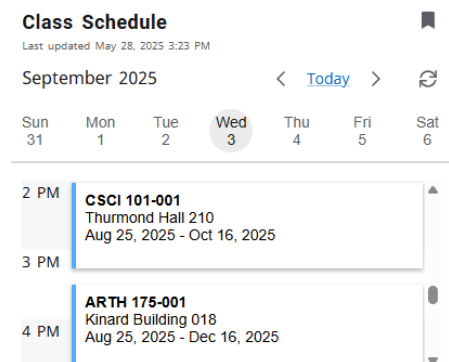 Class Schedule
Last updated May 28, 2025 3:23 PM
September 2025 Today
Sun Mon Tue Wed Thu Fri Sat
31 1 2 3 4 5 6
2 PM
CSCI 101-001
Thurmond Hall 210
Aug 25, 2025 - Oct 16, 2025
3 PM
ARTH 175-001
Kinard Building 018
4 PM
Aug 25, 2025 - Dec 16, 2025